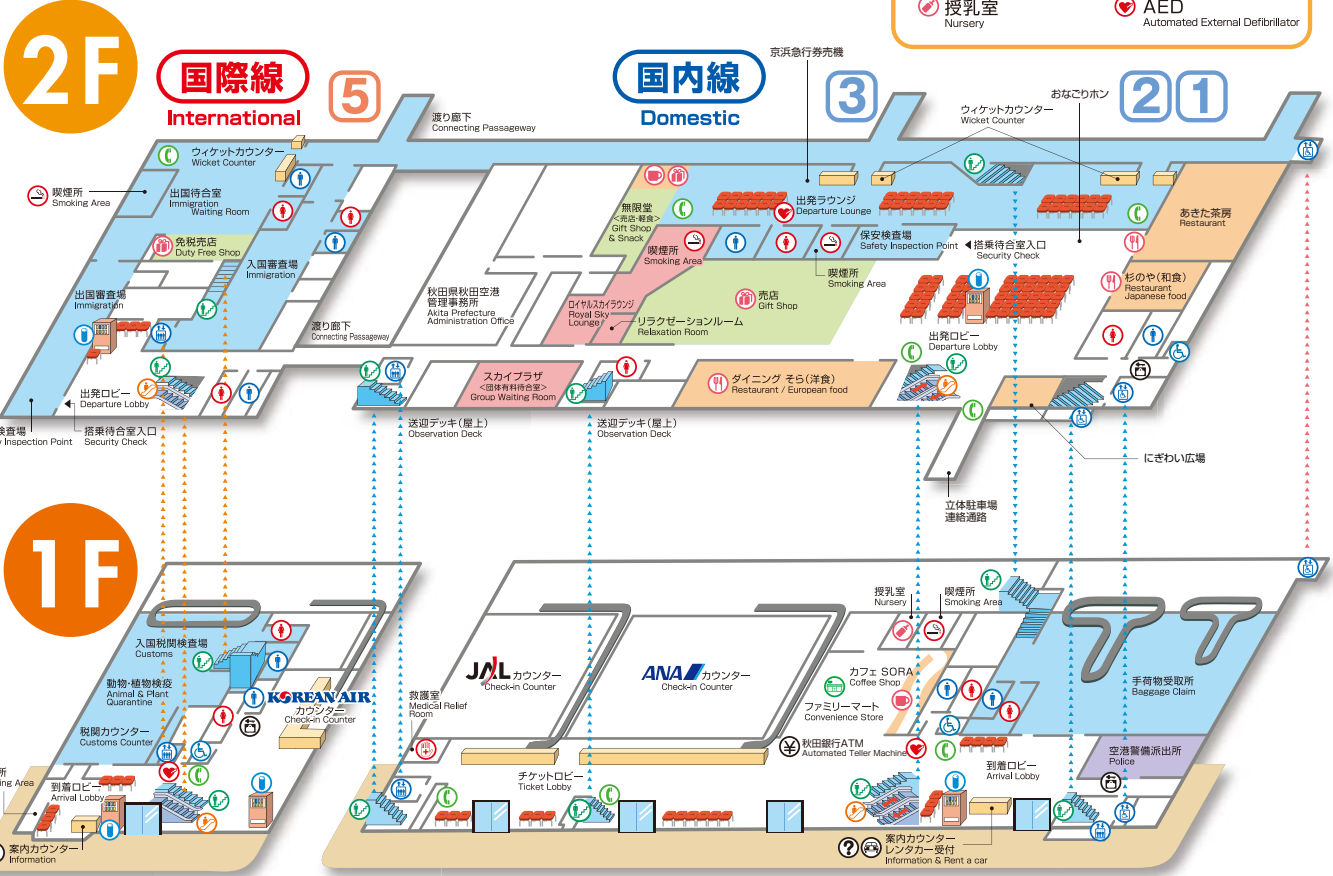 授乳室
Nursery
AED
Automated External Defibrillator
2F
国際線
International
5
国内線
Domestic
3
2
1
京浜急行券売機
おなごりホン
ウィケットカウンター
Wicket Counter
渡り廊下
Connecting Passageway
ウィケットカウンター
Wicket Counter
喫煙所
Smoking Area
出国待合室
Immigration
Waiting Room
免税売店
Duty Free Shop
入国審査場
Immigration
出国審査場
Immigration
出発ロビー
Departure Lobby
検査場
Inspection Point
搭乗待合室入口
Security Check
渡り廊下
Connecting Passageway
秋田県秋田空港
管理事務所
Akita Prefecture
Administration Office
無限堂
<売店・軽食>
Gift Shop
& Snack
喫煙所
Smoking Area
ロイヤルスカイラウンジ
Royal Sky
Lounge
リラクゼーションルーム
Relaxation Room
出発ラウンジ
Departure Lounge
保安検査場
Safety Inspection Point
搭乗待合室入口
Security Check
喫煙所
Smoking Area
売店
Gift Shop
あきた茶房
Restaurant
杉のや(和食)
Restaurant
Japanese food
出発ロビー
Departure Lobby
スカイプラザ
<団体有料待合室>
Group Waiting Room
ダイニング そら(洋食)
Restaurant / European food
送迎デッキ(屋上)
Observation Deck
送迎デッキ(屋上)
Observation Deck
にぎわい広場
立体駐車場
連絡通路
1F
入国税関検査場
Customs
動物・植物検疫
Animal & Plant
Quarantine
税関カウンター
Customs Counter
KOREAN AIR
カウンター
Check-in Counter
所
ing Area
到着ロビー
Arrival Lobby
案内カウンター
Information
救護室
Medical Relief
Room
JAL カウンター
Check-in Counter
ANA カウンター
Check-in Counter
チケットロビー
Ticket Lobby
授乳室
Nursery
喫煙所
Smoking Area
カフェ SORA
Coffee Shop
ファミリーマート
Convenience Store
秋田銀行ATM
Automated Teller Machine
手荷物受取所
Baggage Claim
空港警備派出所
Police
到着ロビー
Arrival Lobby
案内カウンター
レンタカー受付
Information & Rent a car